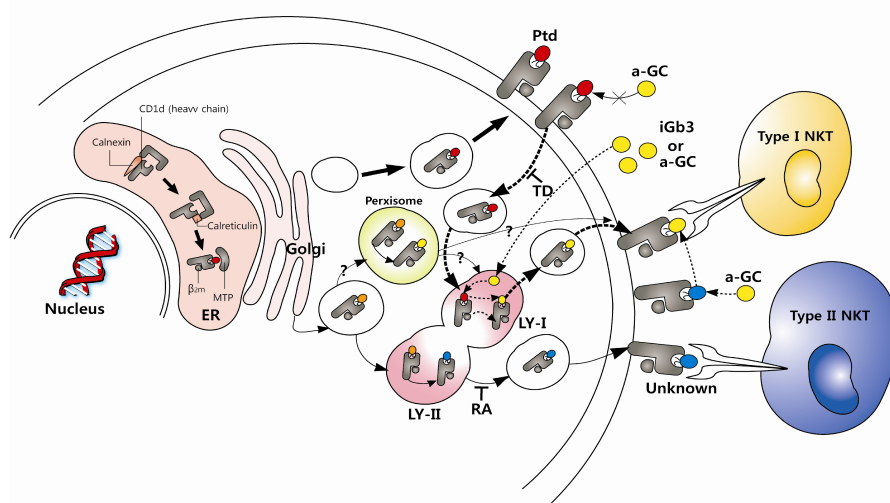 Ptd
a-GC
CD1d (heavv chain)
Calnexin
iGb3
or
a-GC
Type I NKT
TD
Perxisome
?
Calreticulin
Golgi
?
?
Nucleus
β2m
MTP
ER
a-GC
LY-I
Type II NKT
Unknown
LY-II
RA